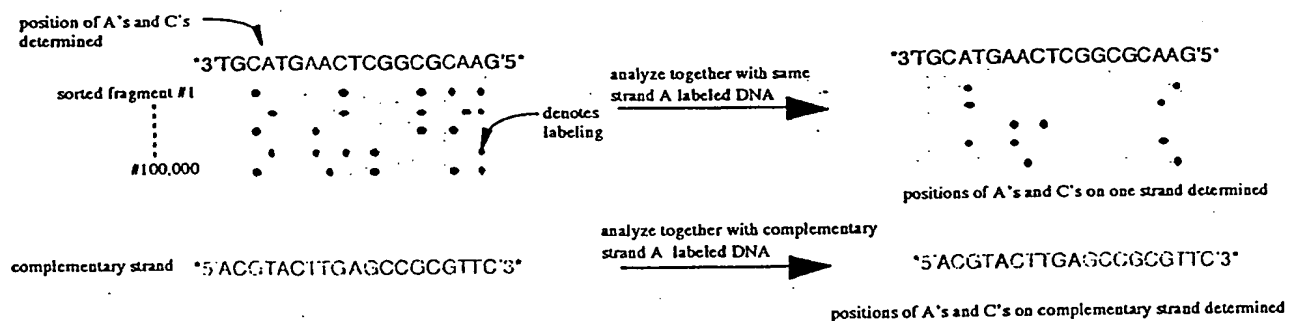 position of A's and C's
determined
*3'TGCATGAACTCGGCGCAAG'5*
sorted fragment #1
#100,000
denotes
labeling
analyze together with same
strand A labeled DNA
*3'TGCATGAACTCGGCGCAAG'5*
positions of A's and C's on one strand determined
complementary strand
*5'ACGTACTTGAGCCGCGTTC'3*
analyze together with complementary
strand A labeled DNA
*5'ACGTACTTGAGCCGCGTTC'3*
positions of A's and C's on complementary strand determined